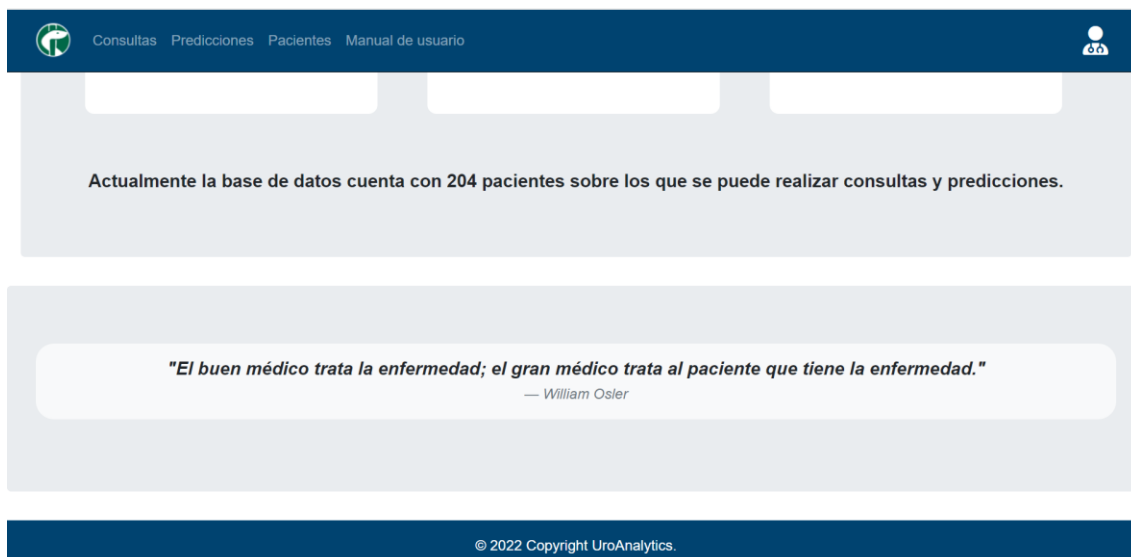 Consultas Predicciones Pacientes Manual de usuario
Actualmente la base de datos cuenta con 204 pacientes sobre los que se puede realizar consultas y predicciones.
"El buen médico trata la enfermedad; el gran médico trata al paciente que tiene la enfermedad."
— William Osler
© 2022 Copyright UroAnalytics.